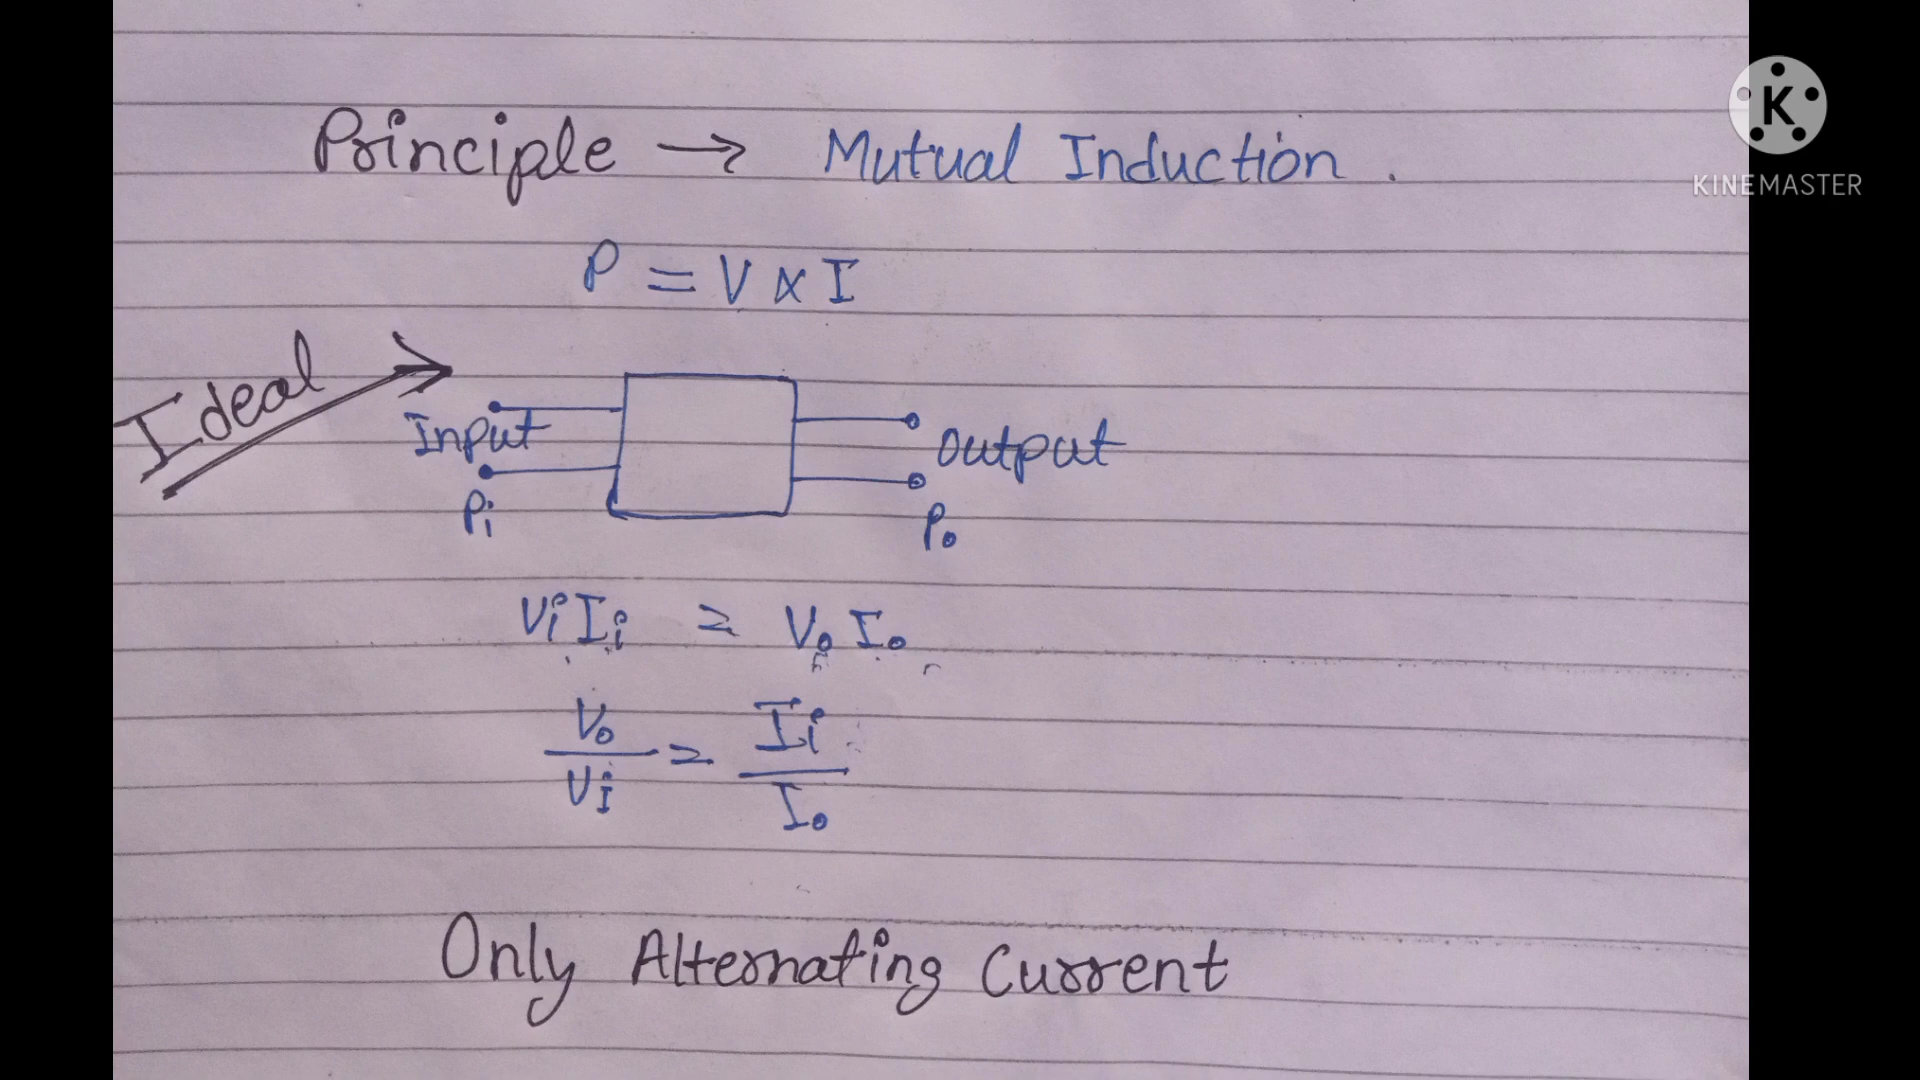 Principle → Mutual Induction.
K
KINEMASTER
P = V × I
Ideal
Input
Output
Pi
Po
ViIi = VoIo
Vo/Vi = Ii/Io
Only Alternating Current